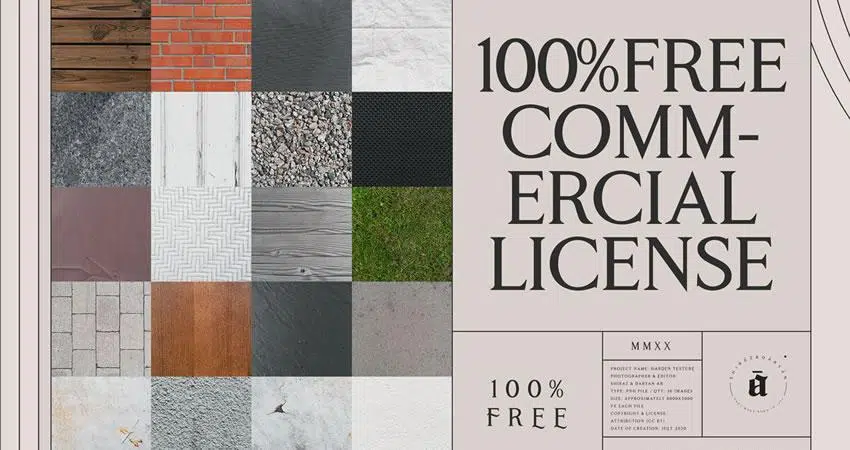 100%FREE
COMM-
ERCIAL
LICENSE
100%
FREE
MMXX
PROJECT NAME: GARDEN TEXTURE
PHOTOGRAPHER & EDITOR:
SHIRAZ & DARYAN AB.
TYPE: PNG FILE / QTY: 30 IMAGES
SIZE: APPROXIMATELY 6000X4000
PX EACH FILE
COPYRIGHT & LICENSE:
ATTRIBUTION (CC BY)
DATE OF CREATION: JULY 2020
ā